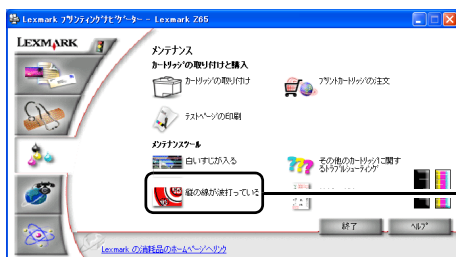 Lexmark プリンティングナビゲーター - Lexmark Z65
LEXMARK
メンテナンス
カートリッジの取り付けと購入
カートリッジの取り付け
プリントカートリッジの注文
テストページの印刷
メンテナンスツール
白いすじが入る
その他のカートリッジに関す
るトラブルシューティング
縦の線が波打っている
終了
ヘルプ
Lexmark の消耗品のホームページへリンク